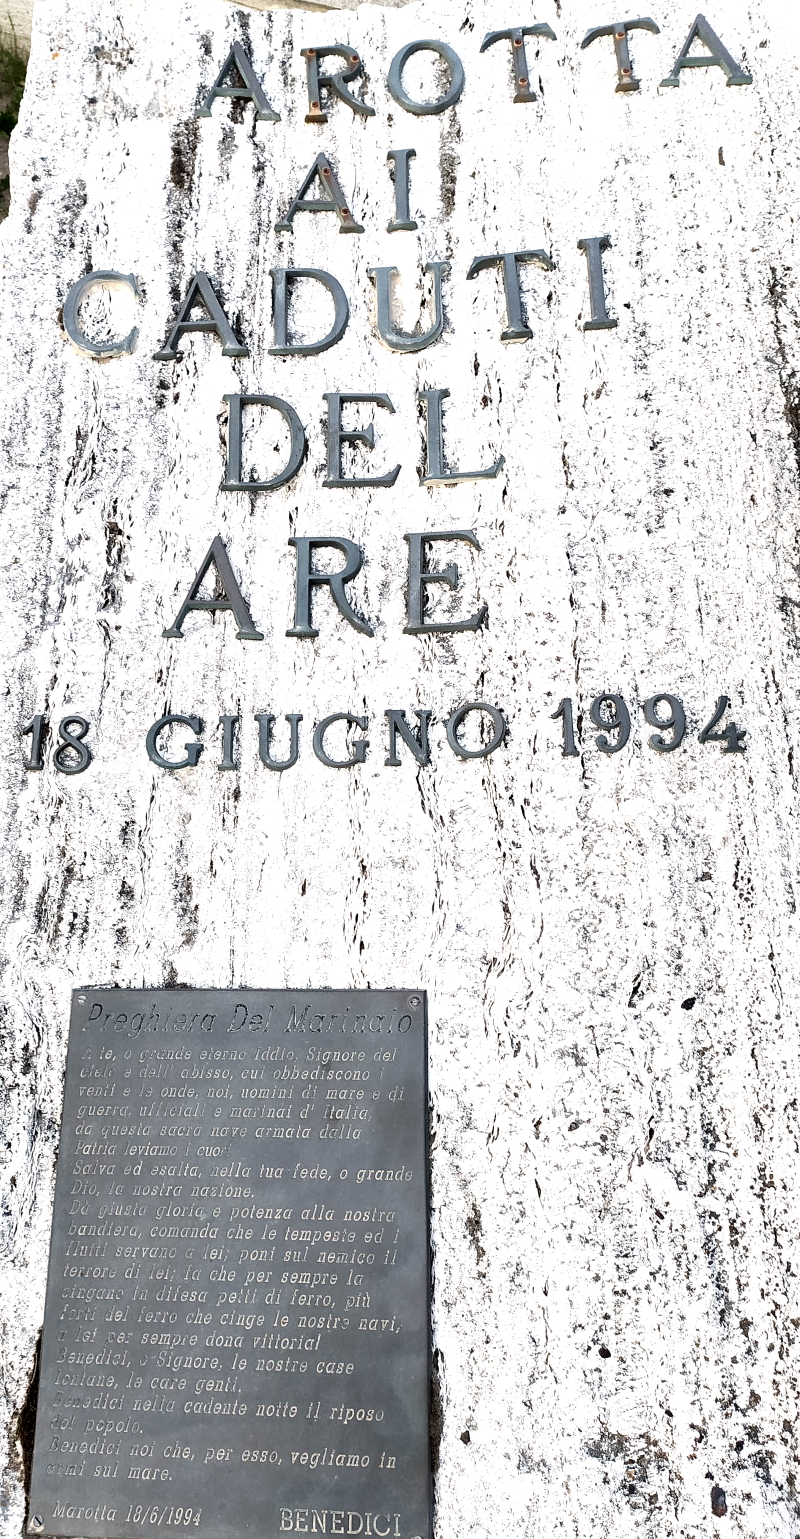 AROTTA
AI
CADUTI
DEL
ARE
18 GIUGNO 1994
Preghiera Del Marinaio
A te, o grande eterno Iddio, Signore del
cielo e dell' abisso, cui obbediscono i
venti e le onde, noi, uomini di mare e di
guerra, ufficiali e marinai d' Italia,
da questa sacra nave armata dalla
Patria leviamo i cuori
Salva ed esalta, nella tua fede, o grande
Dio, la nostra nazione.
Dà giusta gloria e potenza alla nostra
bandiera, comanda che le tempeste ed i
flutti servano a lei; poni sul nemico il
terrore di lei; fa che per sempre la
cingano in difesa petti di ferro, più
forti del ferro che cinge le nostre navi;
a lei per sempre dona vittoria!
Benedici, o Signore, le nostre case
lontane, le care genti.
Benedici nella cadente notte il riposo
del popolo.
Benedici noi che, per esso, vegliamo in
armi sul mare.
Marotta 18/6/1994 BENEDICI